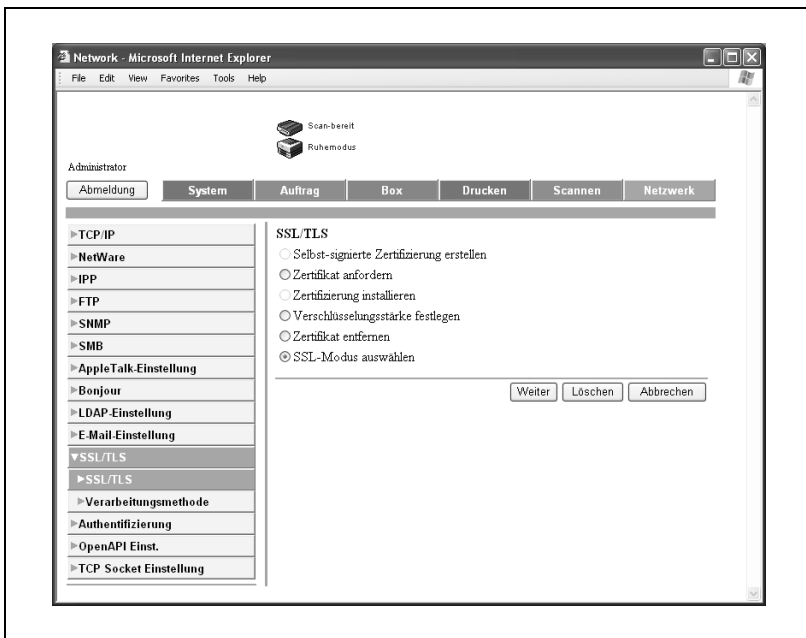 Network - Microsoft Internet Explorer
File Edit View Favorites Tools Help
Scan-bereit
Ruhemodus
Administrator
Abmeldung System Auftrag Box Drucken Scannen Netzwerk
TCP/IP
NetWare
IPP
FTP
SNMP
SMB
AppleTalk-Einstellung
Bonjour
LDAP-Einstellung
E-Mail-Einstellung
SSL/TLS
SSL/TLS
Verarbeitungsmethode
Authentifizierung
OpenAPI Einst.
TCP Socket Einstellung
SSL/TLS
Selbst-signierte Zertifizierung erstellen
Zertifikat anfordern
Zertifizierung installieren
Verschlüsselungsstärke festlegen
Zertifikat entfernen
SSL-Modus auswählen
Weiter Löschen Abbrechen